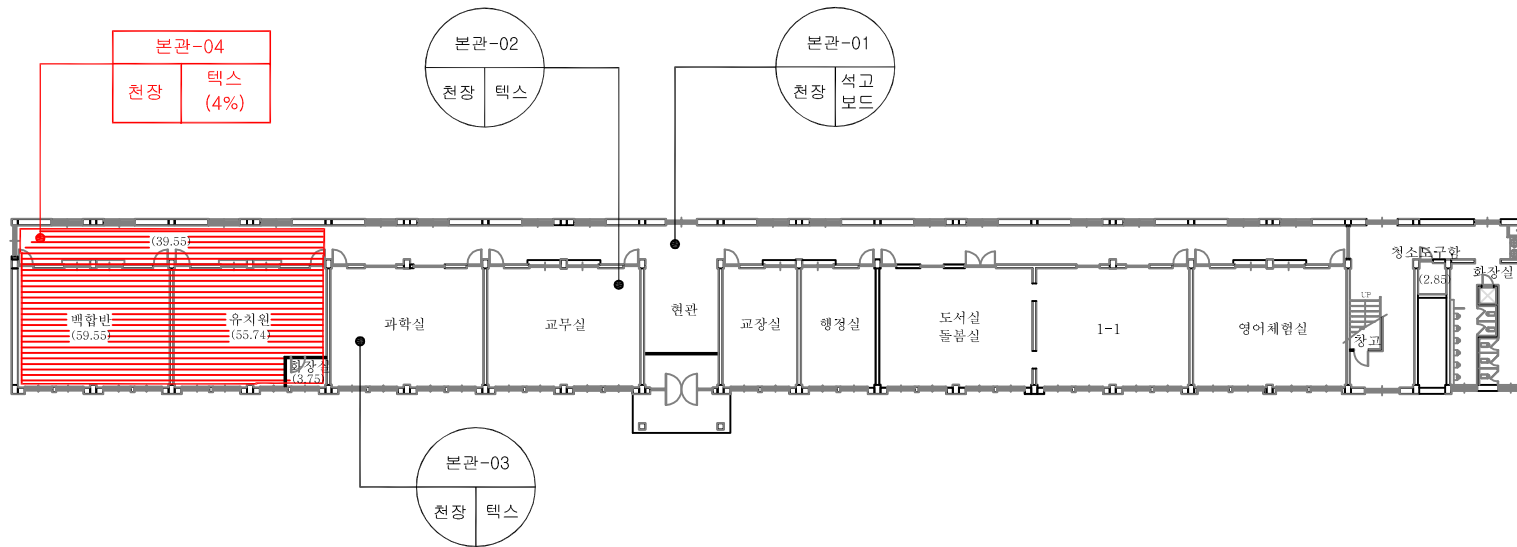 본관-04
천장
텍스
(4%)
본관-02
천장
텍스
본관-01
천장
석고
보드
(39.55)
백합반
(59.55)
유치원
(55.74)
화장실
(3.75)
과학실
교무실
현관
교장실
행정실
도서실
돌봄실
1-1
영어체험실
UP
창고
청소도구함
(2.85)
화장실
본관-03
천장
텍스